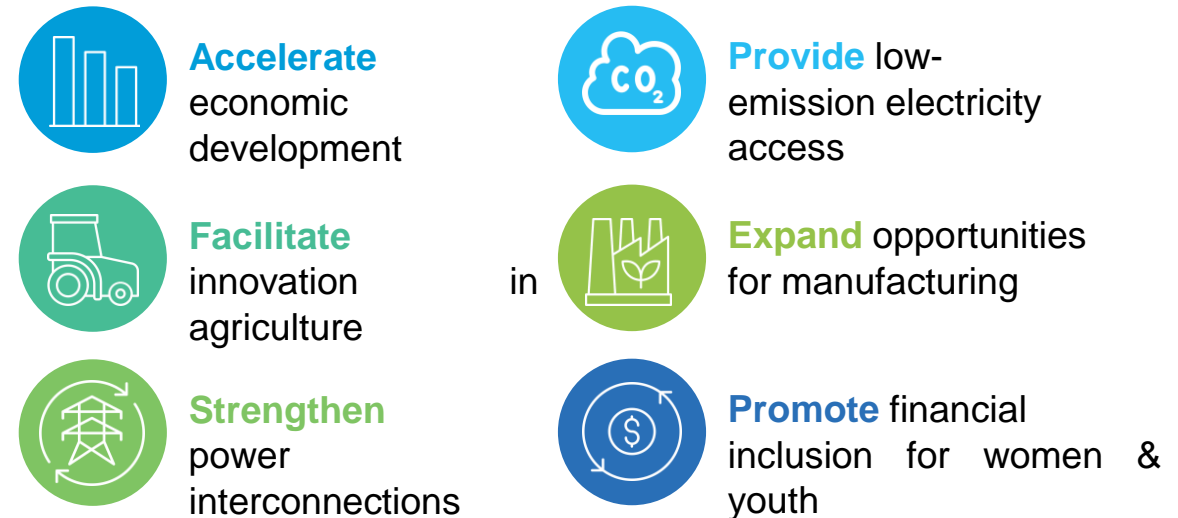 Accelerate
economic
development
Provide low-
emission electricity
access
CO2
Facilitate
innovation in
agriculture
Expand opportunities
for manufacturing
Strengthen
power
interconnections
Promote financial
inclusion for women &
youth
$